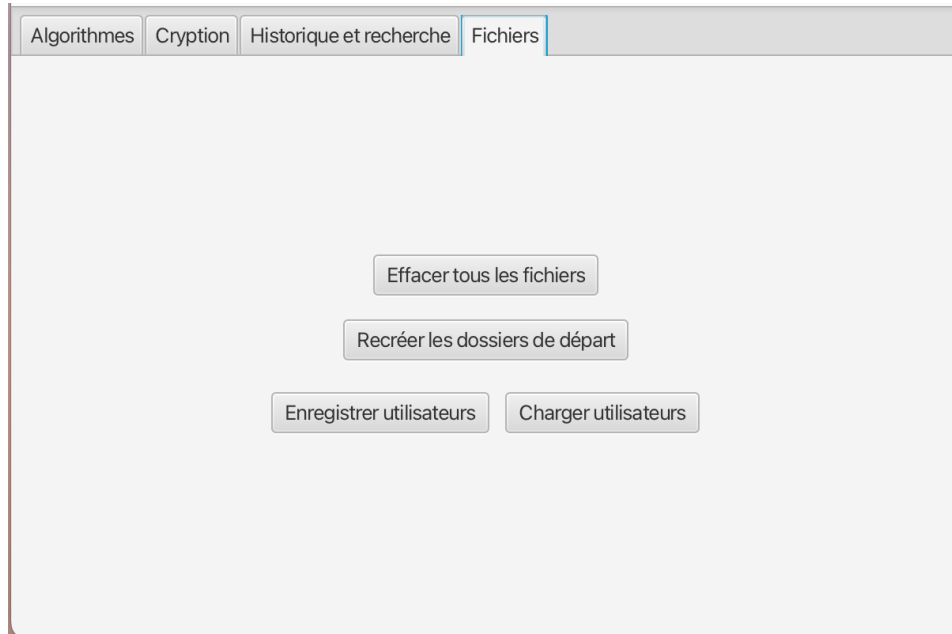 Algorithmes Cryption Historique et recherche Fichiers
Effacer tous les fichiers
Recréer les dossiers de départ
Enregistrer utilisateurs Charger utilisateurs